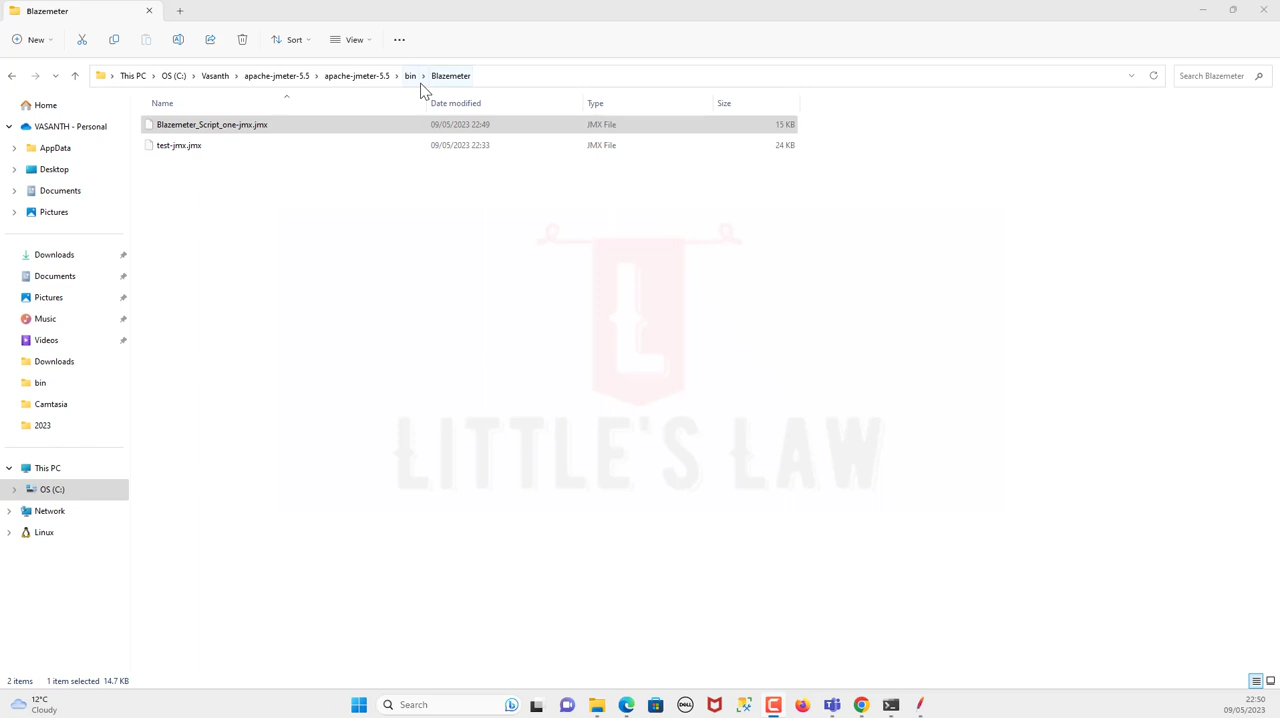 Blazemeter
New
Sort
View
This PC
OS (C:)
Vasanth
apache-jmeter-5.5
apache-jmeter-5.5
bin
Blazemeter
Search Blazemeter
Name
Date modified
Type
Size
Blazemeter_Script_one-jmx.jmx
09/05/2023 22:49
JMX File
15 KB
test-jmx.jmx
09/05/2023 22:33
JMX File
24 KB
Home
VASANTH - Personal
AppData
Desktop
Documents
Pictures
Downloads
Documents
Pictures
Music
Videos
Downloads
bin
Camtasia
2023
This PC
OS (C:)
Network
Linux
L
LITTLE'S LAW
2 items
1 item selected 14.7 KB
12°C
Cloudy
Search
DELL
22:50
09/05/2023